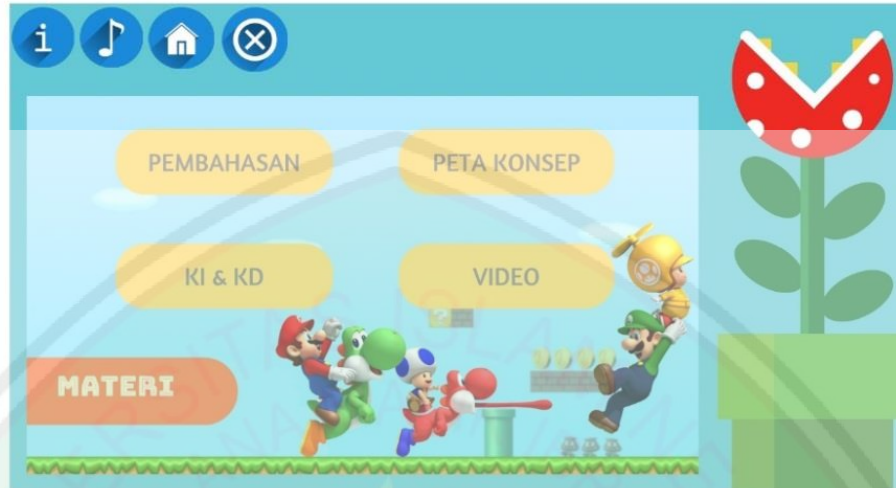 i
PEMBAHASAN
PETA KONSEP
KI & KD
VIDEO
?
MATERI